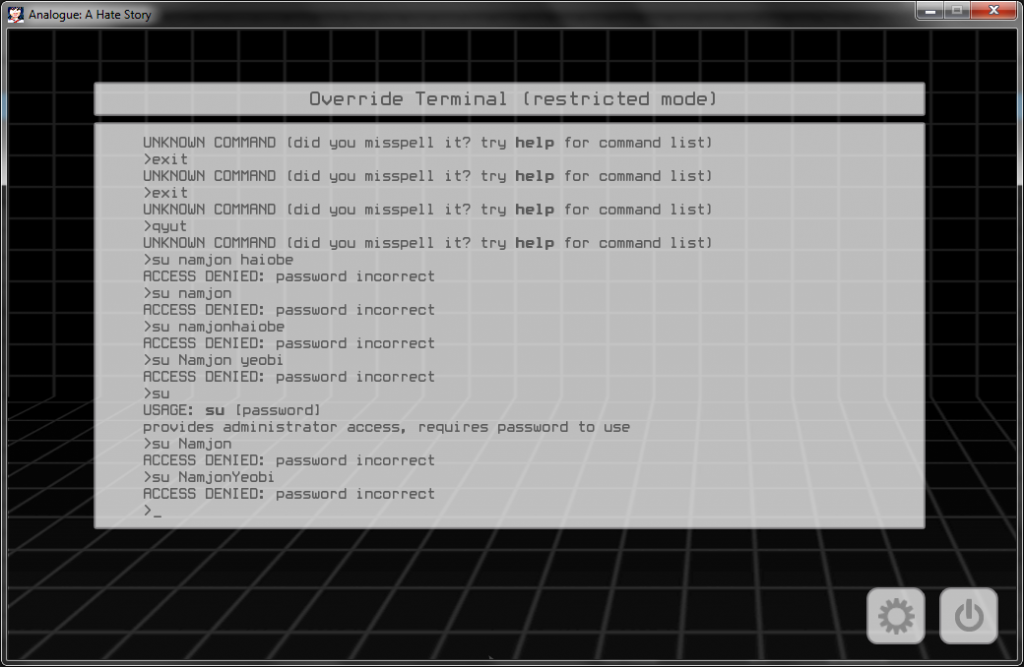 Analogue: A Hate Story
Override Terminal (restricted mode)
UNKNOWN COMMAND (did you misspell it? try help for command list)
>exit
UNKNOWN COMMAND (did you misspell it? try help for command list)
>exit
UNKNOWN COMMAND (did you misspell it? try help for command list)
>qyut
UNKNOWN COMMAND (did you misspell it? try help for command list)
>su namjon haiobe
ACCESS DENIED: password incorrect
>su namjon
ACCESS DENIED: password incorrect
>su namjonhaiobe
ACCESS DENIED: password incorrect
>su Namjon yeobi
ACCESS DENIED: password incorrect
>su
USAGE: su [password]
provides administrator access, requires password to use
>su Namjon
ACCESS DENIED: password incorrect
>su NamjonYeobi
ACCESS DENIED: password incorrect
>_